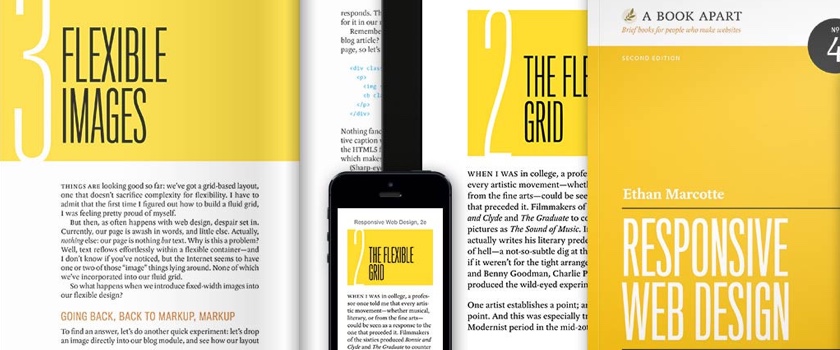 3
FLEXIBLE
IMAGES
THINGS ARE looking good so far: we've got a grid-based layout,
one that doesn't sacrifice complexity for flexibility. I have to
admit that the first time I figured out how to build a fluid grid,
I was feeling pretty proud of myself.
But then, as often happens with web design, despair set in.
Currently, our page is awash in words, and little else. Actually,
nothing else: our page is nothing but text. Why is this a problem?
Well, text reflows effortlessly within a flexible container—and
I don't know if you've noticed, but the Internet seems to have
one or two of those "image" things lying around. None of which
we've incorporated into our fluid grid.
So what happens when we introduce fixed-width images into
our flexible design?
GOING BACK, BACK TO MARKUP, MARKUP
To find an answer, let's do another quick experiment: let's drop
an image directly into our blog module, and see how our layout
responds. Th
for it in our
Remembe
blog article?
page, so let's
<div clas
<p>
<img
<b cl
</p>
</div>
Nothing fanc
tive caption
the HTML5 f
which make
(Sharp-eye
Responsive Web Design, 2e
2
THE FLEXIBLE
GRID
WHEN I WAS in college, a profes-
sor once told me that every artis-
tic movement—whether musical,
literary, or from the fine arts—
could be seen as a response to the
one that preceded it. Filmmakers
of the sixties produced Bonnie and
Clyde and The Graduate to counter
2
THE FLE
GRID
WHEN I WAS in college, a profe
every artistic movement—wheth
from the fine arts—could be see
that preceded it. Filmmakers of
and Clyde and The Graduate to co
pictures as The Sound of Music. I
actually writes his literary prede
of hell—a not-so-subtle dig at th
if it weren't for the tight arrange
and Benny Goodman, Charlie P
produced the wild-eyed experin
One artist establishes a point; an
point. And this was especially tr
Modernist period in the mid-20t
A BOOK APART
Brief books for people who make websites
Nº
4
SECOND EDITION
Ethan Marcotte
RESPONSIVE
WEB DESIGN